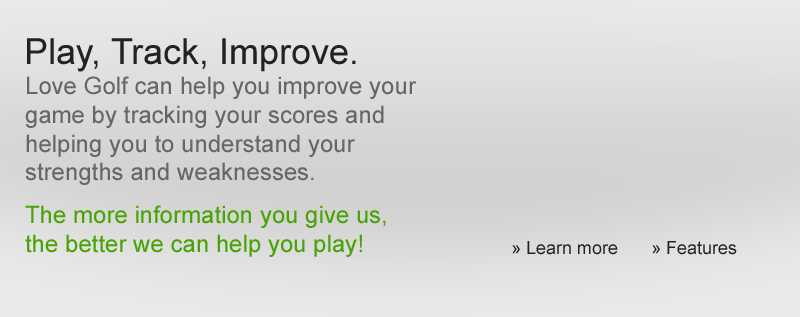 Play, Track, Improve.
Love Golf can help you improve your
game by tracking your scores and
helping you to understand your
strengths and weaknesses.
The more information you give us,
the better we can help you play!
» Learn more » Features